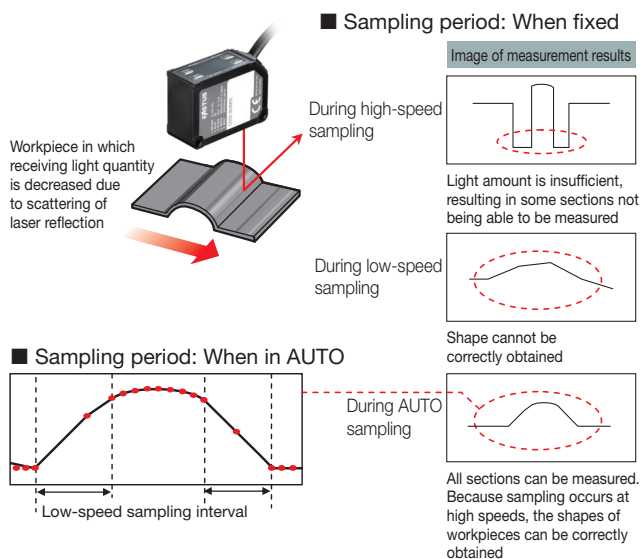 ■ Sampling period: When fixed
Image of measurement results
During high-speed
sampling
Workpiece in which
receiving light quantity
is decreased due
to scattering of
laser reflection
Light amount is insufficient,
resulting in some sections not
being able to be measured
During low-speed
sampling
Shape cannot be
correctly obtained
■ Sampling period: When in AUTO
During AUTO
sampling
Low-speed sampling interval
All sections can be measured.
Because sampling occurs at
high speeds, the shapes of
workpieces can be correctly
obtained